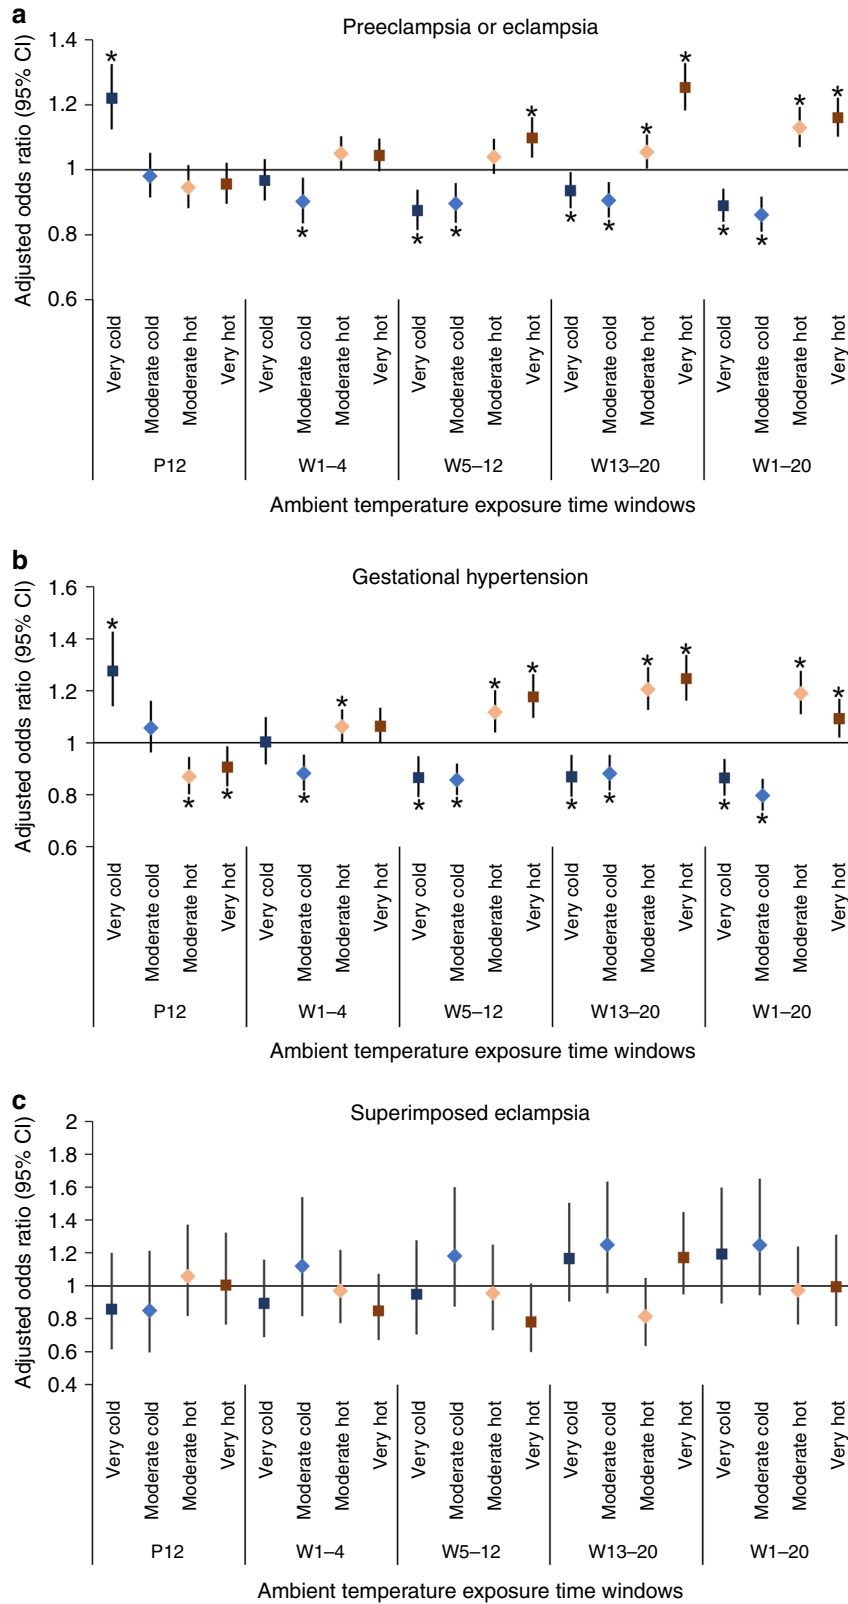 a
Preeclampsia or eclampsia
Adjusted odds ratio (95% CI)
1.4
1.2
1
0.8
0.6
* * * * * * * * * * * * * *
Very cold Moderate cold Moderate hot Very hot Very cold Moderate cold Moderate hot Very hot Very cold Moderate cold Moderate hot Very hot Very cold Moderate cold Moderate hot Very hot Very cold Moderate cold Moderate hot Very hot
P12 W1–4 W5–12 W13–20 W1–20
Ambient temperature exposure time windows
b
Gestational hypertension
Adjusted odds ratio (95% CI)
1.6
1.4
1.2
1
0.8
0.6
* * * * * * * * * * * * * * * * *
Very cold Moderate cold Moderate hot Very hot Very cold Moderate cold Moderate hot Very hot Very cold Moderate cold Moderate hot Very hot Very cold Moderate cold Moderate hot Very hot Very cold Moderate cold Moderate hot Very hot
P12 W1–4 W5–12 W13–20 W1–20
Ambient temperature exposure time windows
c
Superimposed eclampsia
Adjusted odds ratio (95% CI)
2
1.8
1.6
1.4
1.2
1
0.8
0.6
0.4
Very cold Moderate cold Moderate hot Very hot Very cold Moderate cold Moderate hot Very hot Very cold Moderate cold Moderate hot Very hot Very cold Moderate cold Moderate hot Very hot Very cold Moderate cold Moderate hot Very hot
P12 W1–4 W5–12 W13–20 W1–20
Ambient temperature exposure time windows